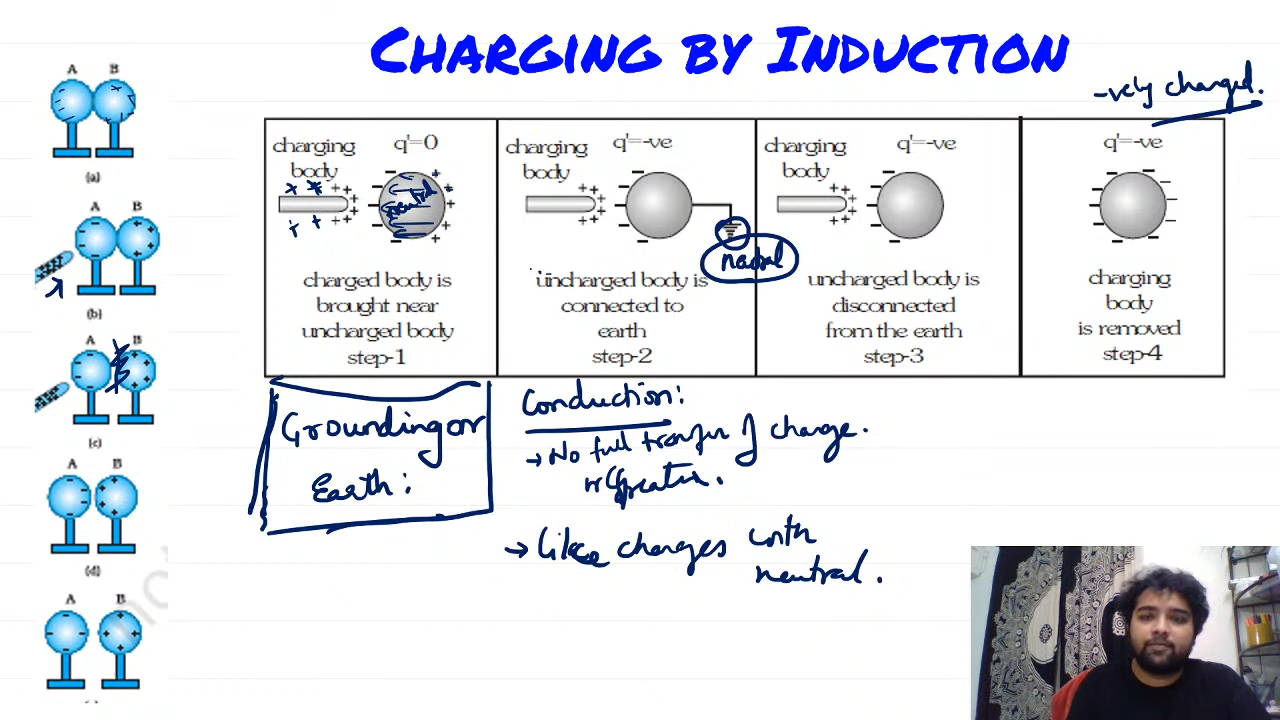 CHARGING BY INDUCTION
-vely charged.
A B
(a)
A B
(b)
A B
(c)
A B
(d)
A B
charging
body
q'=0
neutral
charged body is
brought near
uncharged body
step-1
charging
body
q'=-ve
neutral
uncharged body is
connected to
earth
step-2
charging
body
q'=-ve
uncharged body is
disconnected
from the earth
step-3
q'=-ve
charging
body
is removed
step-4
Grounding or
Earth:
Conduction:
→ No full transfer of charge.
→ Like charges with
neutral.